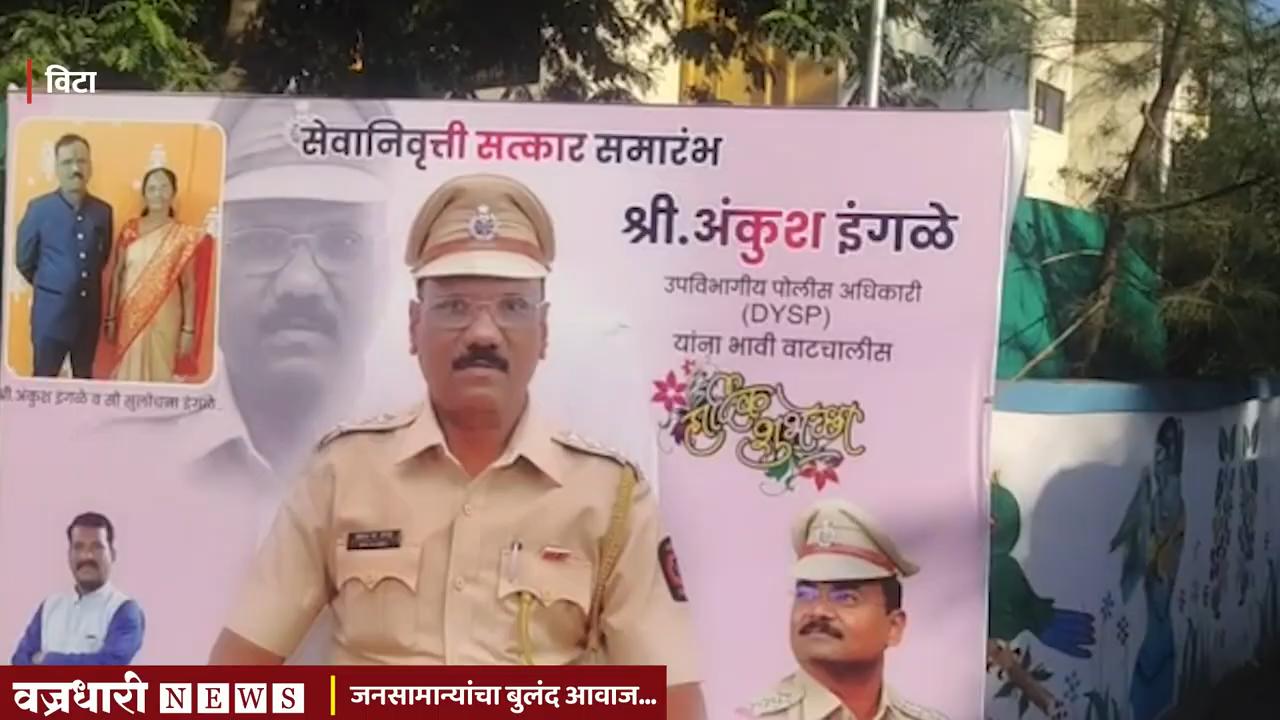 विटा
सेवानिवृत्ती सत्कार समारंभ
श्री.अंकुश इंगळे
उपविभागीय पोलीस अधिकारी
(DYSP)
यांना भावी वाटचालीस
हार्दिक
शुभेच्छा
श्री.अंकुश इंगळे व सौ सुलोचना इंगळे
वज्रधारी NEWS
जनसामान्यांचा बुलंद आवाज...